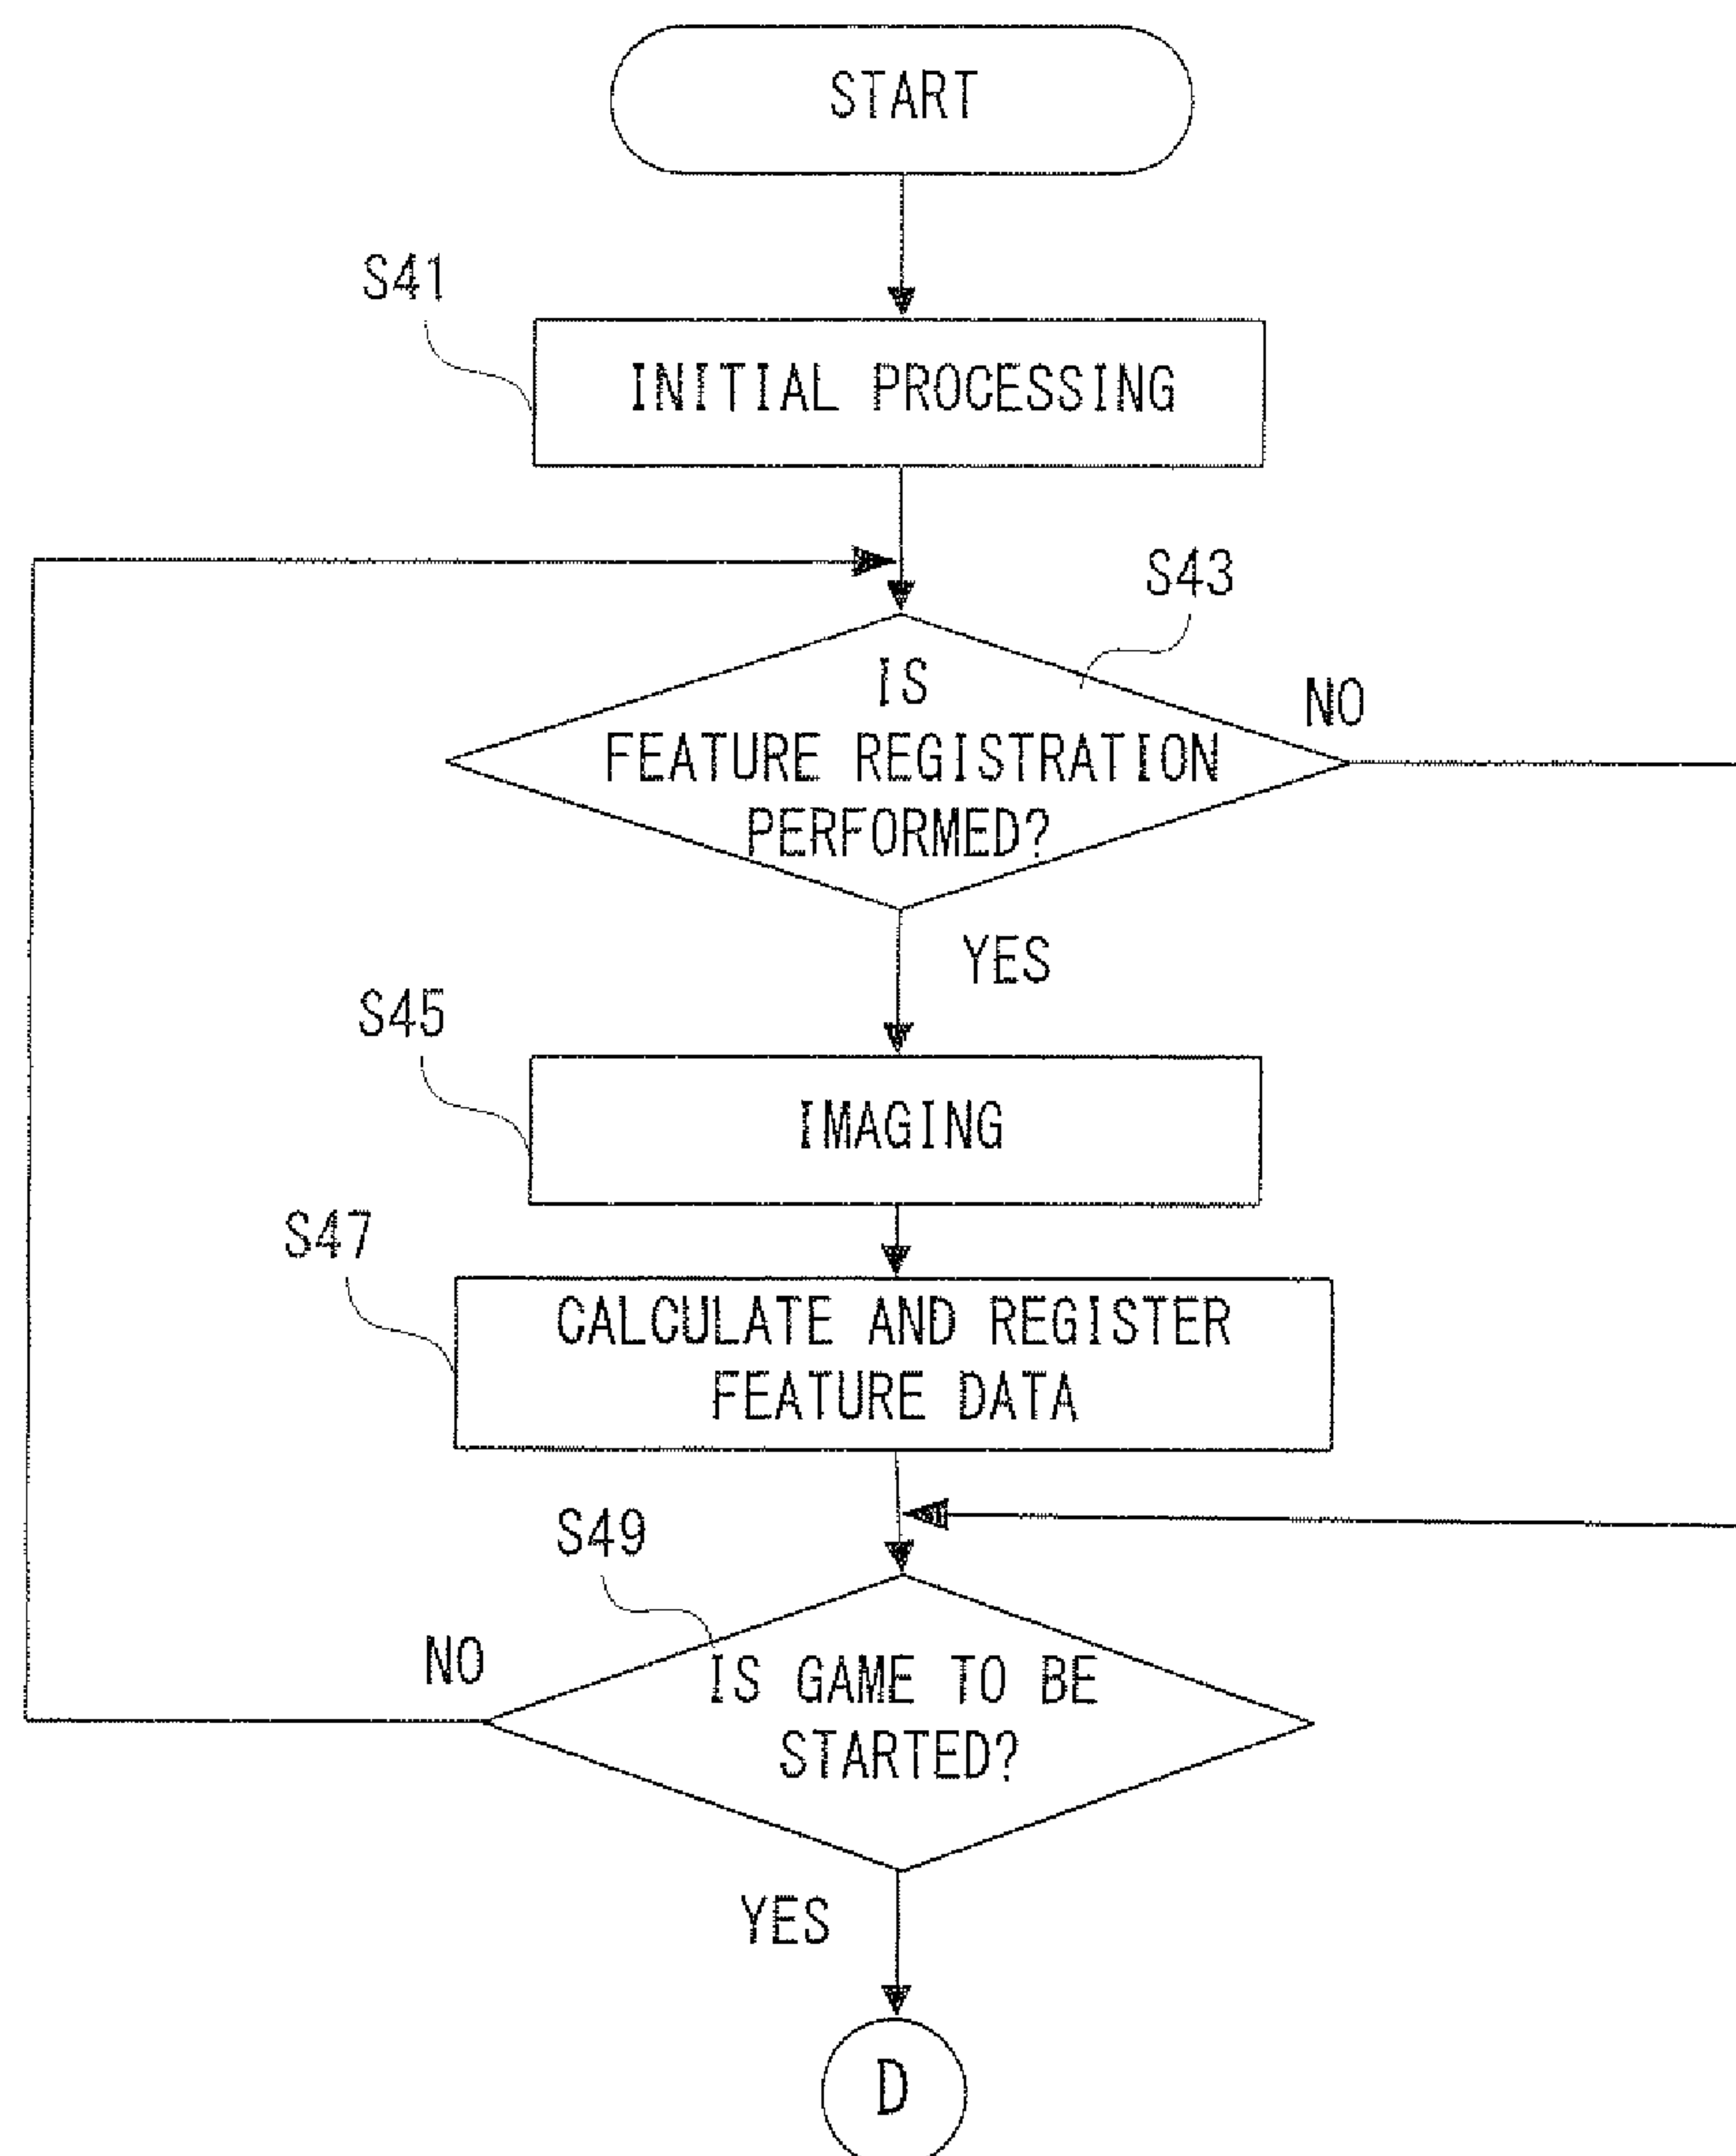 START
S41
INITIAL PROCESSING
S43
IS
FEATURE REGISTRATION
PERFORMED?
NO
YES
S45
IMAGING
S47
CALCULATE AND REGISTER
FEATURE DATA
S49
NO
IS GAME TO BE
STARTED?
YES
D